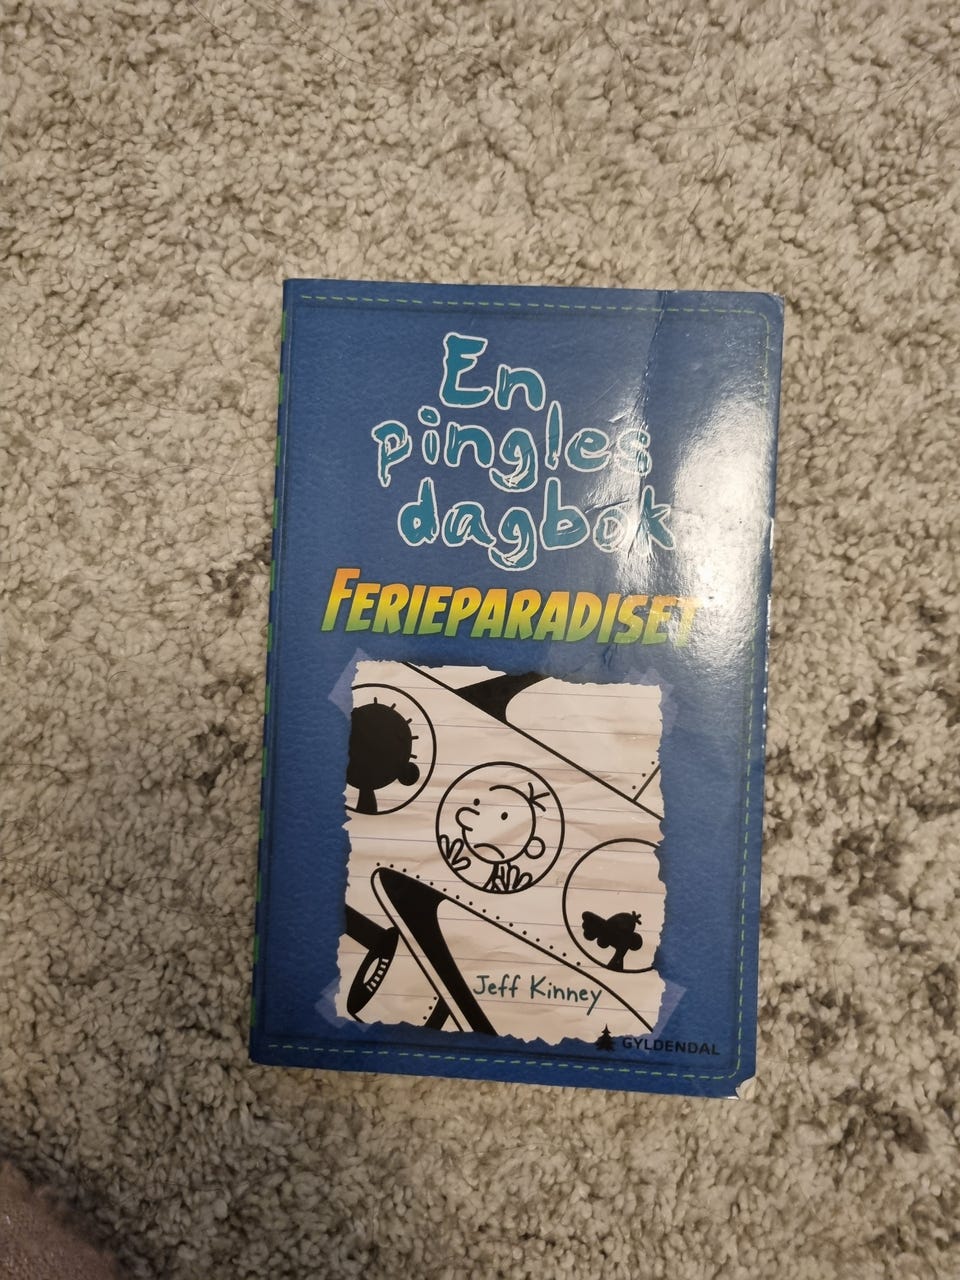 En
pingles
dagbok
FERIEPARADISET
Jeff Kinney
GYLDENDAL